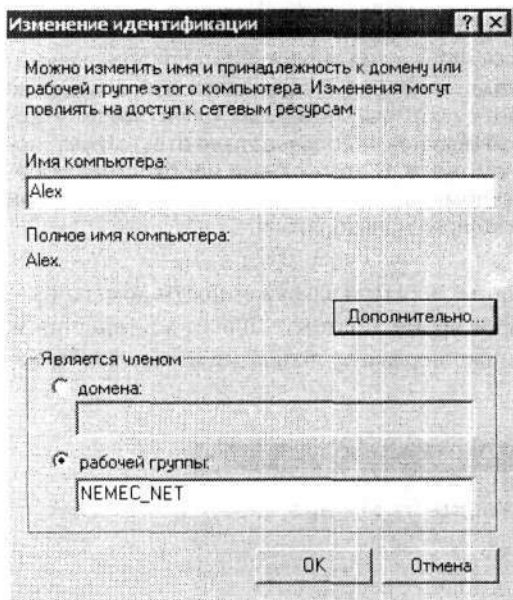 Изменение идентификации
Можно изменить имя и принадлежность к домену или
рабочей группе этого компьютера. Изменения могут
повлиять на доступ к сетевым ресурсам.
Имя компьютера:
Alex
Полное имя компьютера:
Alex.
Дополнительно...
Является членом
домена:
рабочей группы:
NEMEC_NET
OK
Отмена